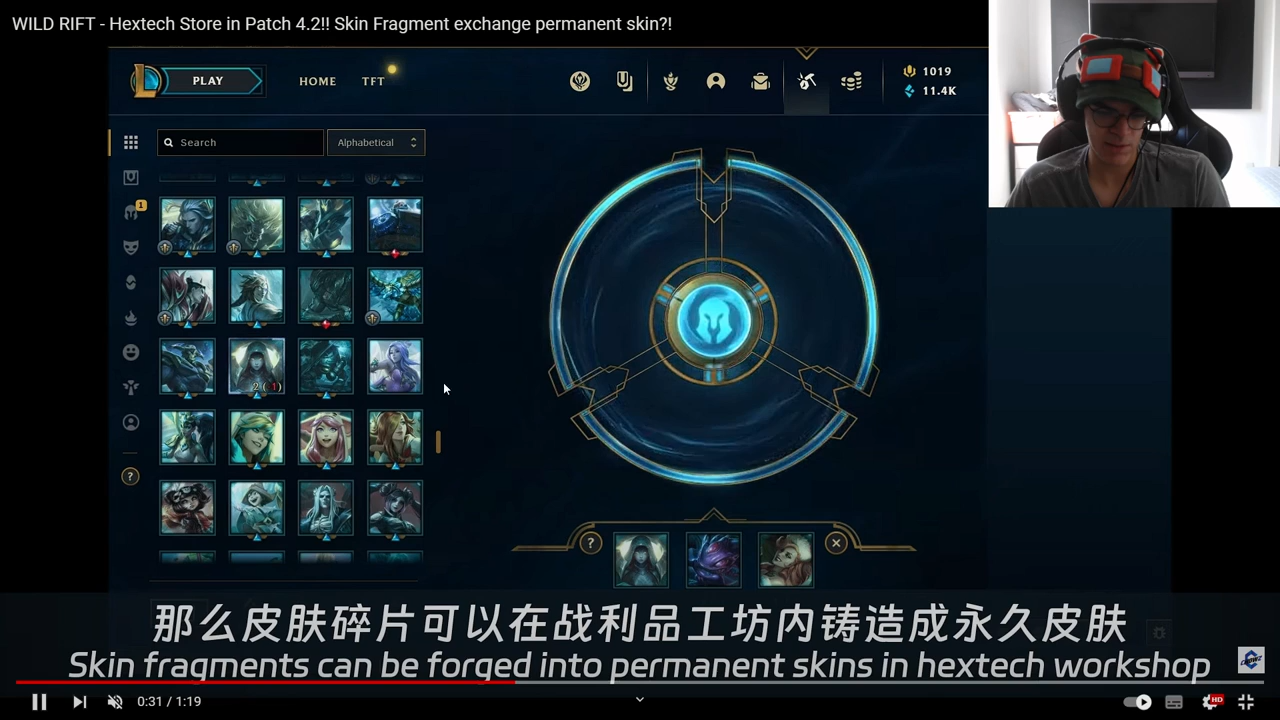 WILD RIFT - Hextech Store in Patch 4.2!! Skin Fragment exchange permanent skin?!
PLAY
HOME
TFT
1019
11.4K
Search
Alphabetical
1
2 (1)
?
?
那么皮肤碎片可以在战利品工坊内铸造成永久皮肤
Skin fragments can be forged into permanent skins in hextech workshop
0:31 / 1:19
HD